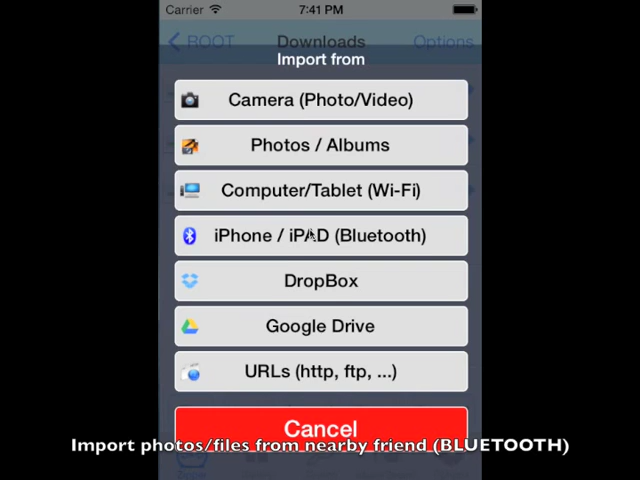 Carrier 7:41 PM
ROOT Downloads Options
Import from
Camera (Photo/Video)
Photos / Albums
Computer/Tablet (Wi-Fi)
iPhone / iPAD (Bluetooth)
DropBox
Google Drive
URLs (http, ftp, ...)
Cancel
Import photos/files from nearby friend (BLUETOOTH)